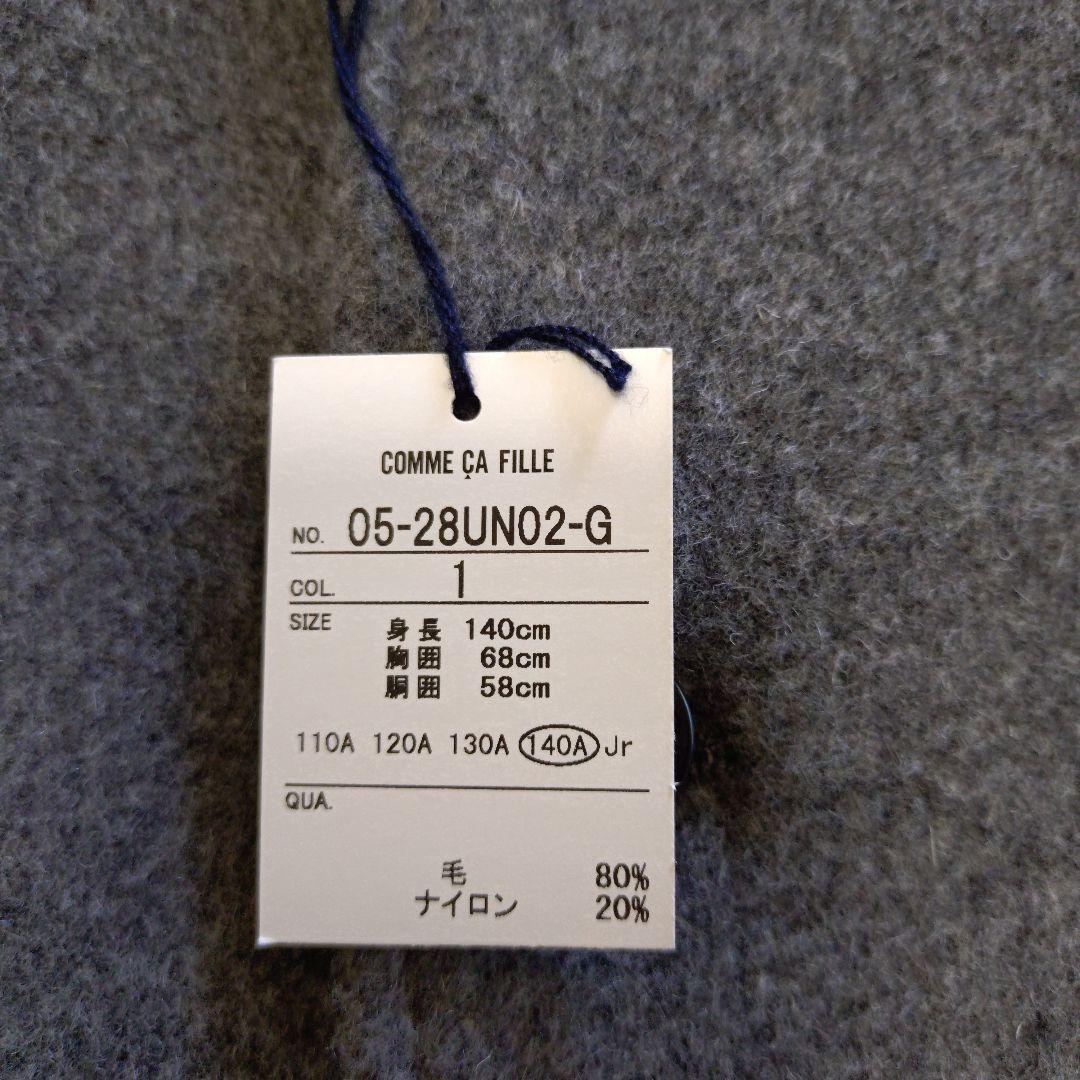 COMME ÇA FILLE
NO. 05-28UN02-G
COL. 1
SIZE 身長 140cm
胸囲 68cm
胴囲 58cm
110A 120A 130A 140A Jr
QUA.
毛 80%
ナイロン 20%